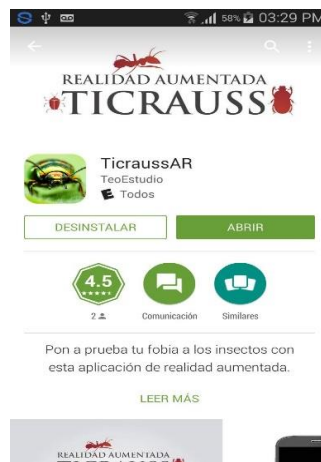 58% 03:29 PM
REALIDAD AUMENTADA
TICRAUSS
TicraussAR
TeoEstudio
E Todos
DESINSTALAR ABRIR
4.5
2 Comunicación Similares
Pon a prueba tu fobia a los insectos con
esta aplicación de realidad aumentada.
LEER MÁS
REALIDAD AUMENTADA